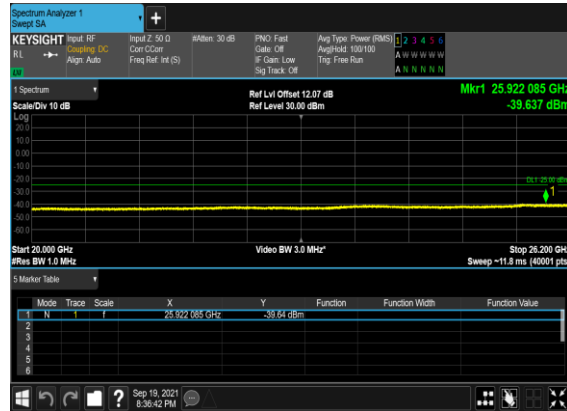 Spectrum Analyzer 1
Swept SA
+
KEYSIGHT Input: RF Input Z: 50 Ω #Atten: 30 dB PNO: Fast Avg Type: Power (RMS) 1 2 3 4 5 6
RL Coupling: DC Corr CCorr Gate: Off Avg|Hold: 100/100 A W W W W W
Align: Auto Freq Ref: Int (S) IF Gain: Low Trig: Free Run
Sig Track: Off A N N N N N
1 Spectrum Ref Lvl Offset 12.07 dB Mkr1 25.922 085 GHz
Scale/Div 10 dB Ref Level 30.00 dBm -39.637 dBm
Log
20.0
10.0
0.00
-10.0
-20.0 DL1 -25.00 dBm
-30.0 1
-40.0
-50.0
-60.0
Start 20.000 GHz Video BW 3.0 MHz* Stop 26.200 GHz
#Res BW 1.0 MHz Sweep ~11.8 ms (40001 pts)
5 Marker Table
Mode Trace Scale X Y Function Function Width Function Value
1 N 1 f 25.922 085 GHz -39.64 dBm
2
3
4
5
6
? Sep 19, 2021
8:36:42 PM